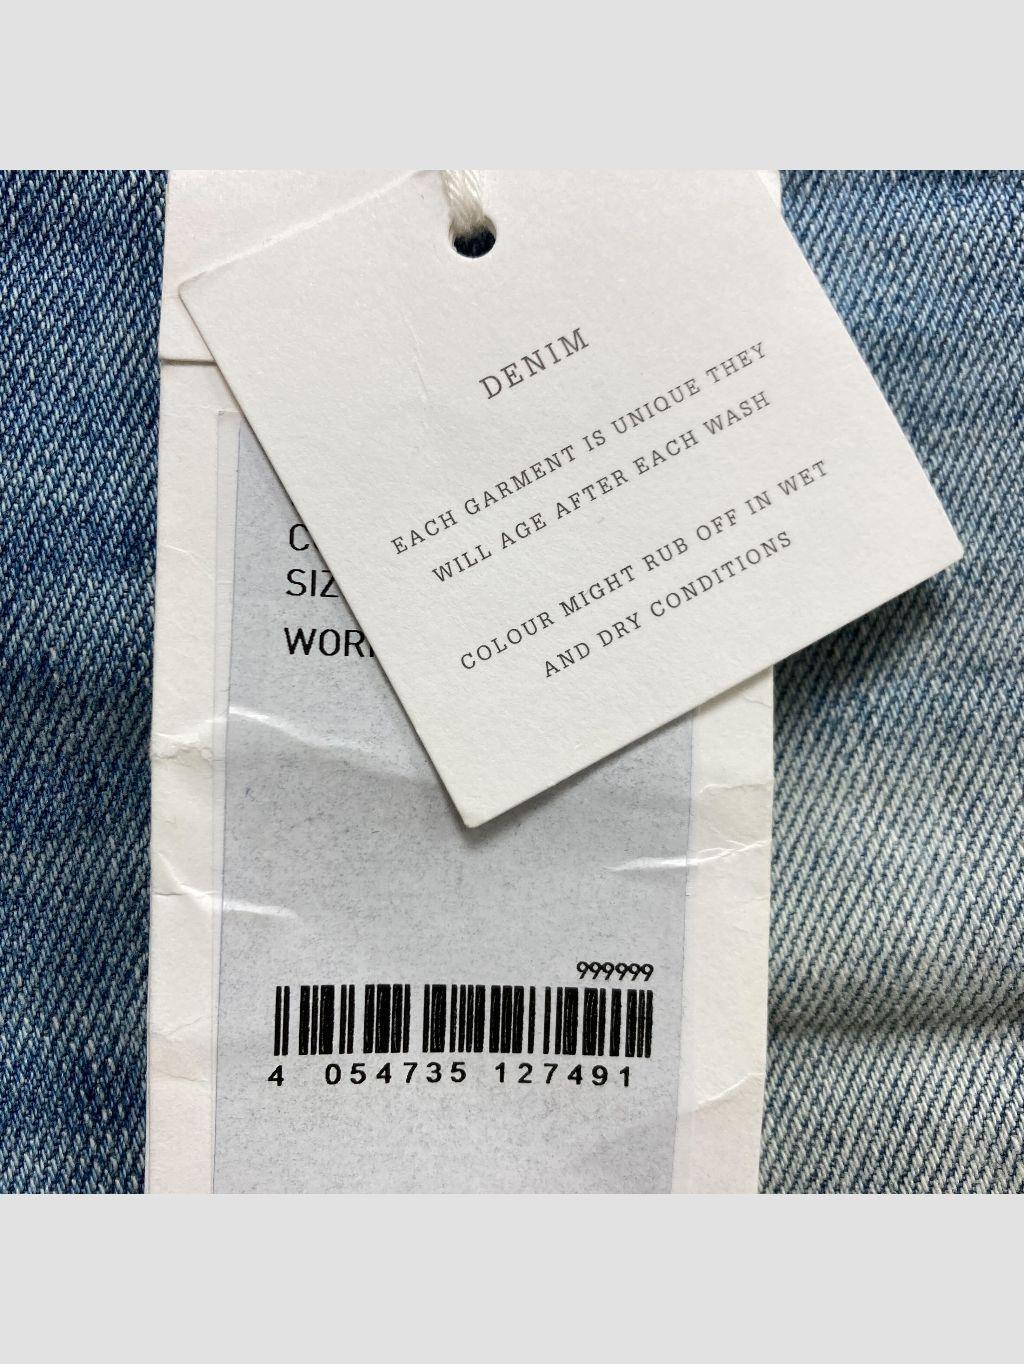 DENIM
EACH GARMENT IS UNIQUE THEY
WILL AGE AFTER EACH WASH
COLOUR MIGHT RUB OFF IN WET
AND DRY CONDITIONS
999999
4 054735 127491